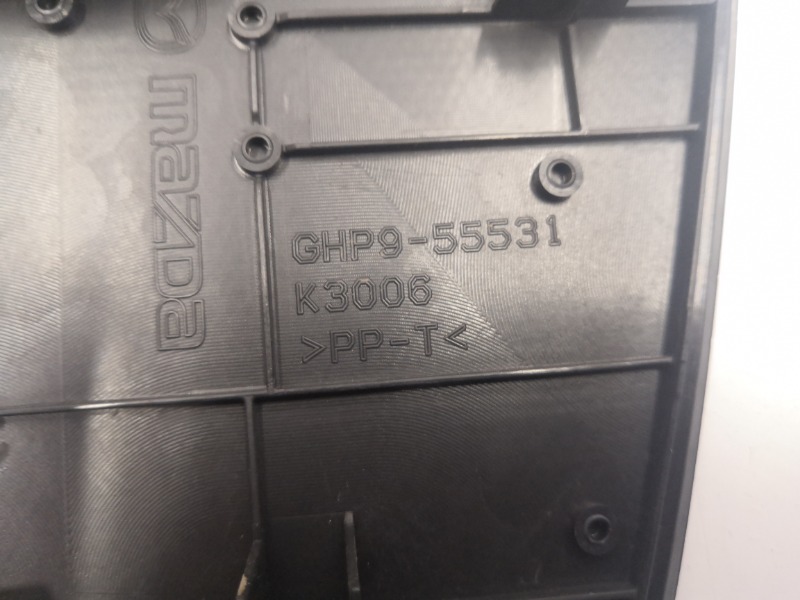 mazda
GHP9-55531
K3006
>PP-T<